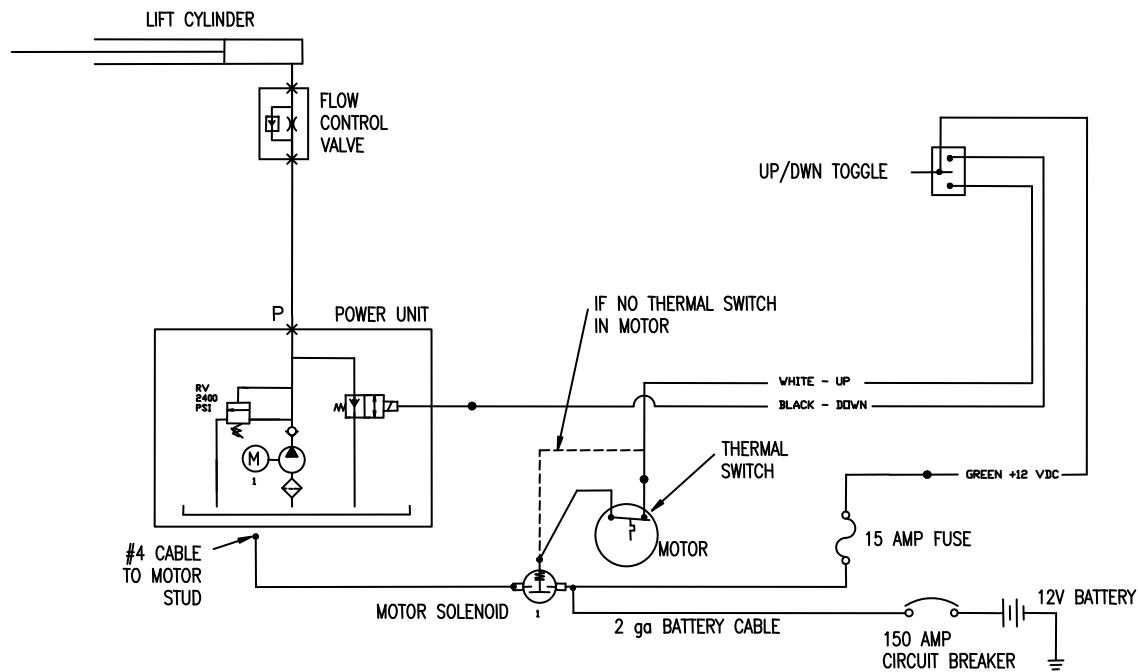 LIFT CYLINDER
FLOW
CONTROL
VALVE
UP/DWN TOGGLE
P
POWER UNIT
IF NO THERMAL SWITCH
IN MOTOR
RV
2400
PSI
WHITE - UP
BLACK - DOWN
M
1
THERMAL
SWITCH
GREEN +12 VDC
#4 CABLE
TO MOTOR
STUD
MOTOR
15 AMP FUSE
MOTOR SOLENOID
1
2 ga BATTERY CABLE
12V BATTERY
150 AMP
CIRCUIT BREAKER